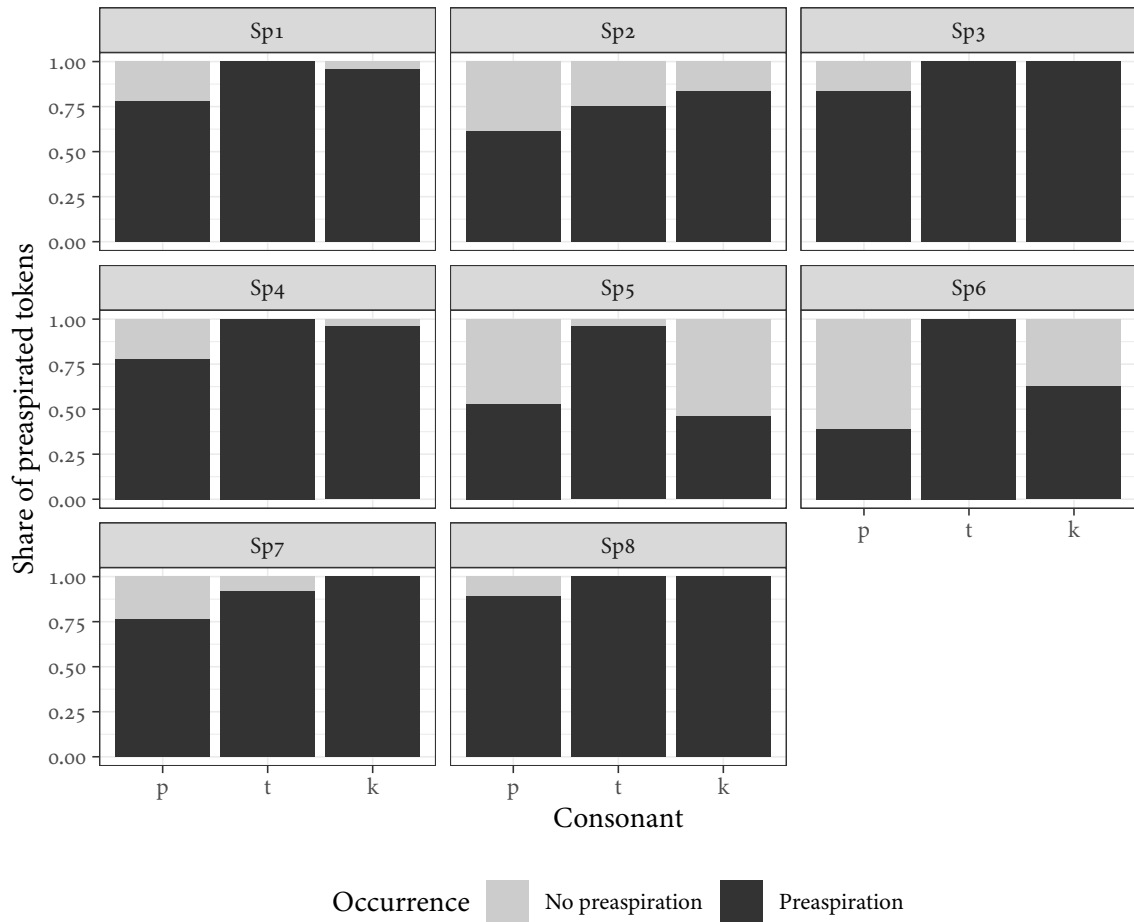 Sp1 Sp2 Sp3
1.00
0.75
0.50
0.25
0.00
Sp4 Sp5 Sp6
1.00
0.75
0.50
0.25
0.00
p t k
Sp7 Sp8
1.00
0.75
0.50
0.25
0.00
p t k p t k
Share of preaspirated tokens
Consonant
Occurrence No preaspiration Preaspiration